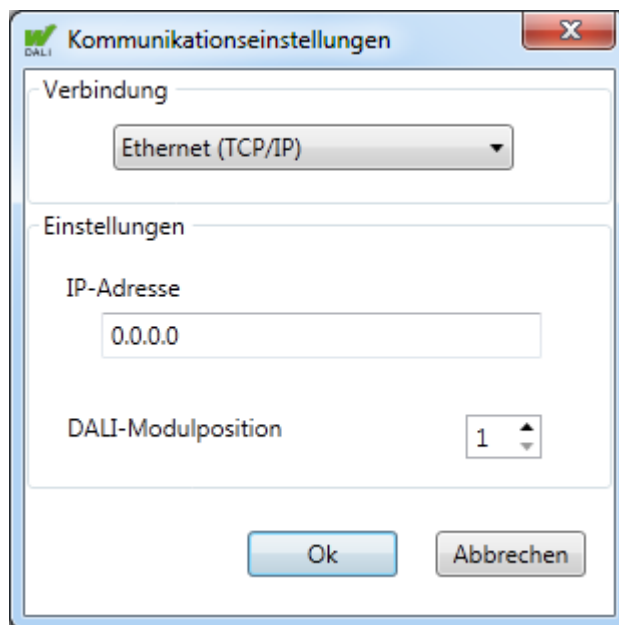 DALI
Kommunikationseinstellungen
Verbindung
Ethernet (TCP/IP)
Einstellungen
IP-Adresse
0.0.0.0
DALI-Modulposition
1
Ok
Abbrechen